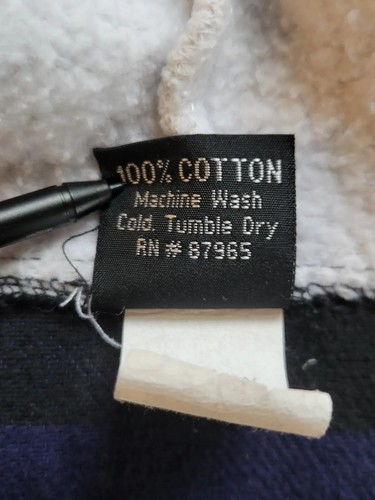 100% COTTON
Machine Wash
Cold. Tumble Dry
RN # 87965